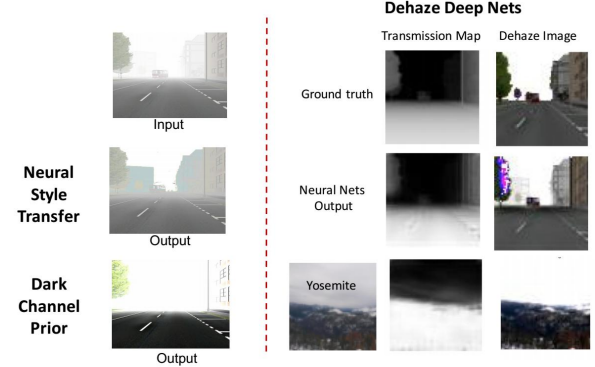 Dehaze Deep Nets
Transmission Map
Dehaze Image
Input
Ground truth
Neural
Style
Transfer
Output
Neural Nets
Output
Dark
Channel
Prior
Output
Yosemite